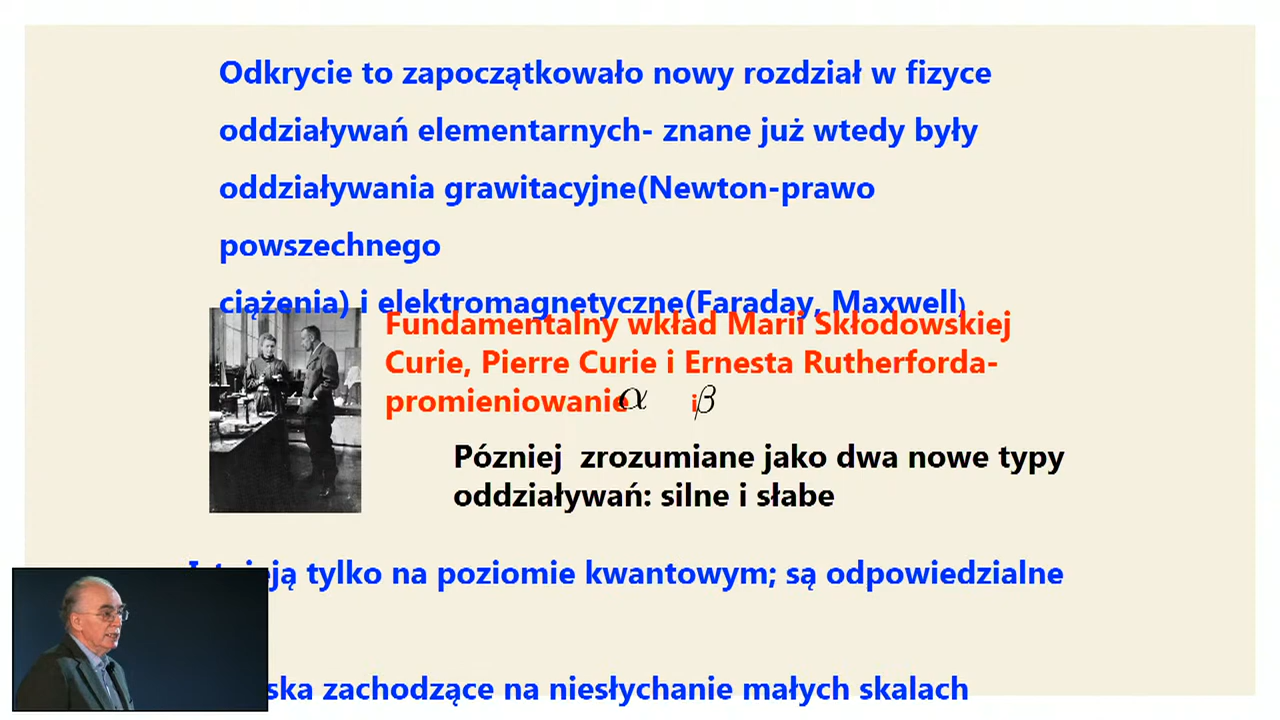 Odkrycie to zapoczątkowało nowy rozdział w fizyce
oddziaływań elementarnych- znane już wtedy były
oddziaływania grawitacyjne(Newton-prawo
powszechnego
ciążenia) i elektromagnetyczne(Faraday, Maxwell)
Fundamentalny wkład Marii Skłodowskiej
Curie, Pierre Curie i Ernesta Rutherforda-
promieniowanie α i β
Pózniej zrozumiane jako dwa nowe typy
oddziaływań: silne i słabe
tylko na poziomie kwantowym; są odpowiedzialne
zachodzące na niesłychanie małych skalach